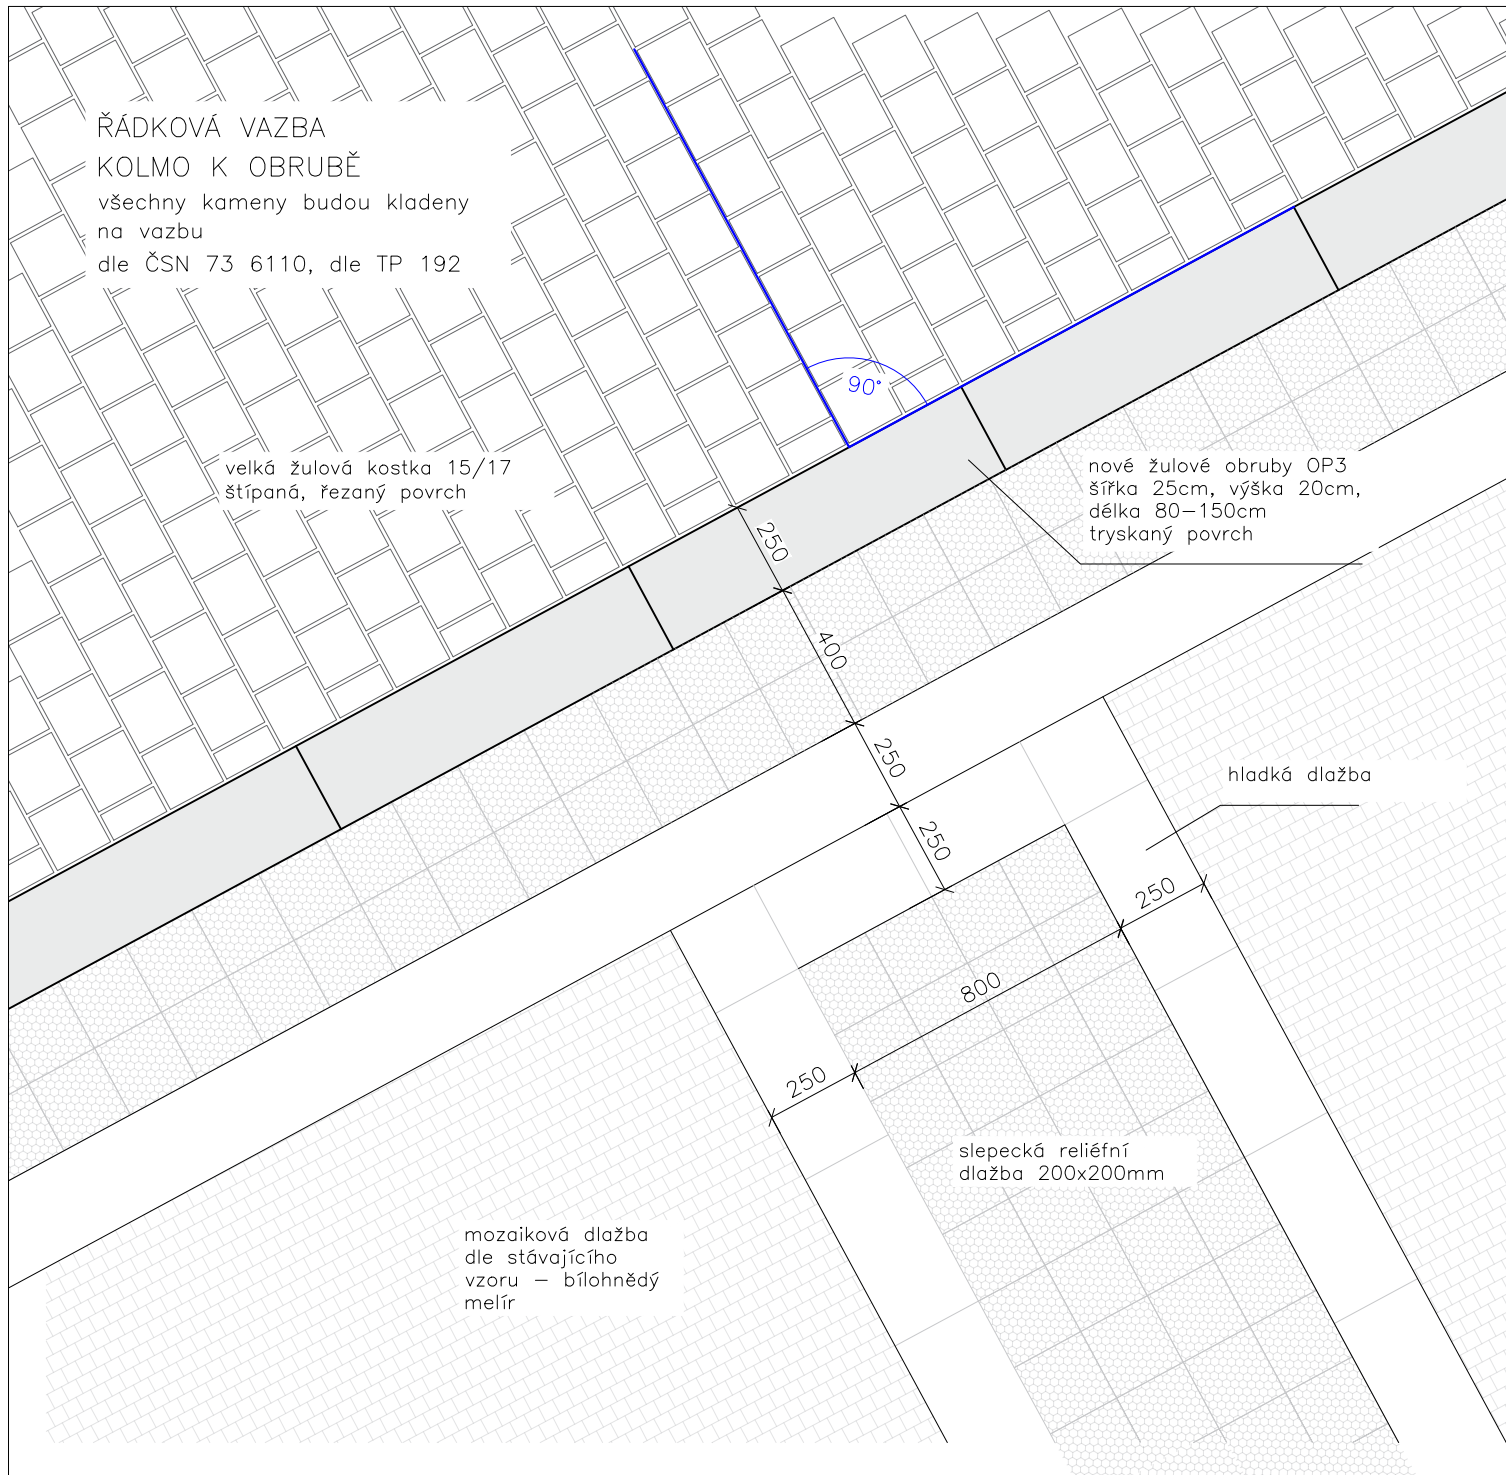 ŘÁDKOVÁ VAZBA
KOLMO K OBRUBĚ
všechny kameny budou kladeny
na vazbu
dle ČSN 73 6110, dle TP 192
90°
velká žulová kostka 15/17
štípaná, řezaný povrch
nové žulové obruby OP3
šířka 25cm, výška 20cm,
délka 80–150cm
tryskaný povrch
250
400
250
250
hladká dlažba
250
800
250
slepecká reliéfní
dlažba 200x200mm
mozaiková dlažba
dle stávajícího
vzoru – bílohnědý
melír